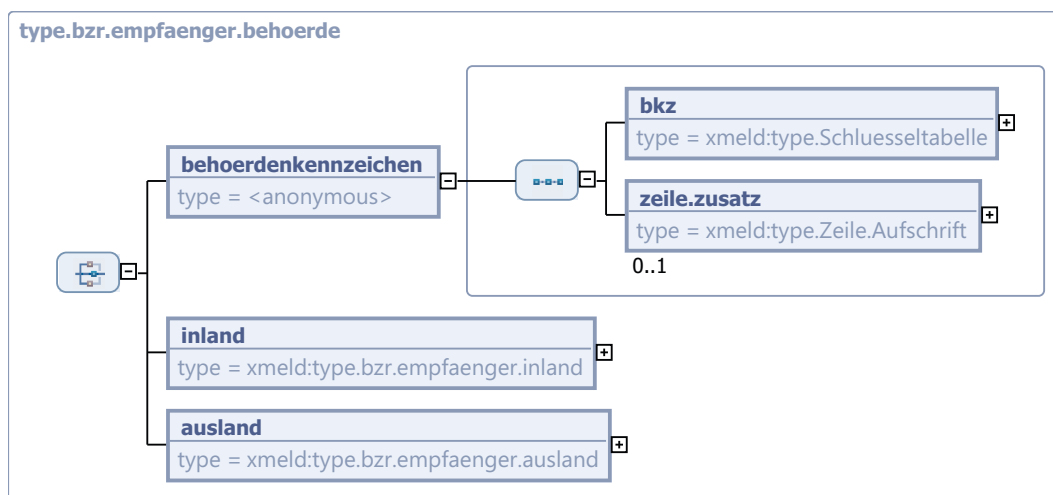 type.bzr.empfaenger.behoerde
bkz
type = xmeld:type.Schluesseltabelle
behoerdenkennzeichen
type = <anonymous>
zeile.zusatz
type = xmeld:type.Zeile.Aufschrift
0..1
inland
type = xmeld:type.bzr.empfaenger.inland
ausland
type = xmeld:type.bzr.empfaenger.ausland